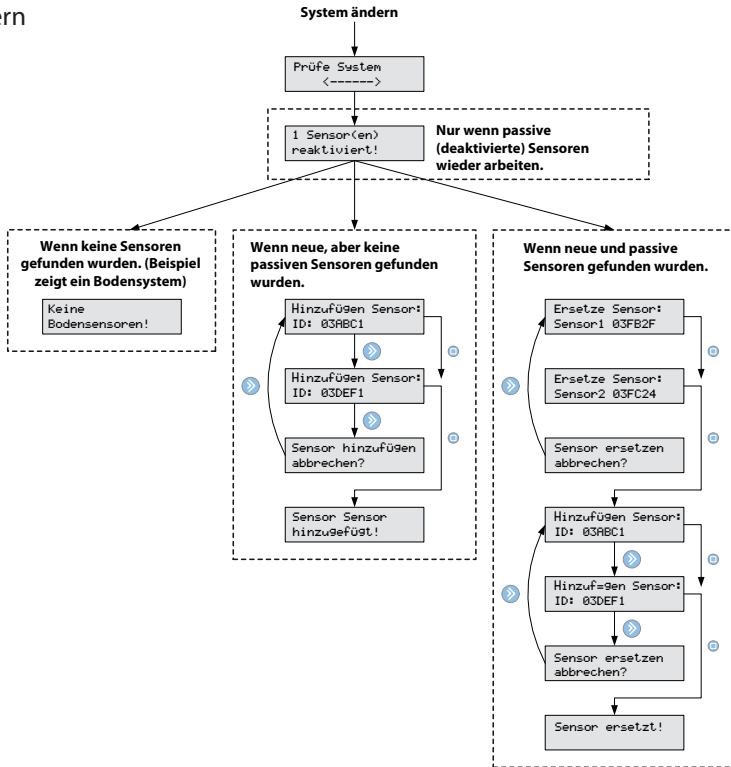 ern
System ändern
Prüfe System
<------>
1 Sensor(en)
reaktiviert!
Nur wenn passive
(deaktivierte) Sensoren
wieder arbeiten.
Wenn keine Sensoren
gefunden wurden. (Beispiel
zeigt ein Bodensystem)
Keine
Bodensensoren!
Wenn neue, aber keine
passiven Sensoren gefunden
wurden.
Hinzufügen Sensor:
ID: 03ABC1
Hinzufügen Sensor:
ID: 03DEF1
Sensor hinzufügen
abbrechen?
Sensor Sensor
hinzugefügt!
Wenn neue und passive
Sensoren gefunden wurden.
Ersetze Sensor:
Sensor1 03FB2F
Ersetze Sensor:
Sensor2 03FC24
Sensor ersetzen
abbrechen?
Hinzufügen Sensor:
ID: 03ABC1
Hinzuf=gen Sensor:
ID: 03DEF1
Sensor ersetzen
abbrechen?
Sensor ersetzt!